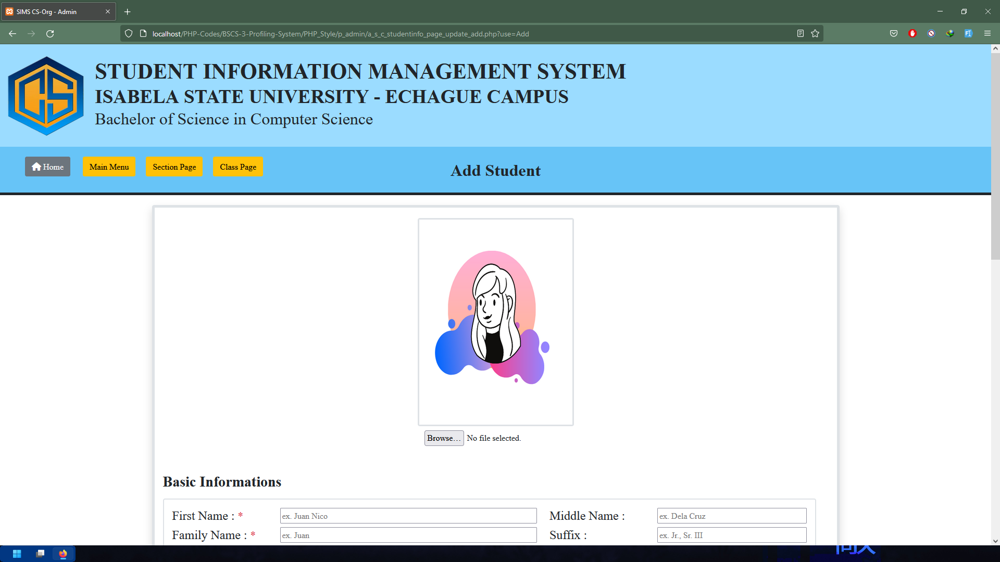 SIMS CS-Org - Admin
localhost/PHP-Codes/BSCS-3-Profiling-System/PHP_Style/p_admin/a_s_c_studentinfo_page_update_add.php?use=Add
CS
STUDENT INFORMATION MANAGEMENT SYSTEM
ISABELA STATE UNIVERSITY - ECHAGUE CAMPUS
Bachelor of Science in Computer Science
Home Main Menu Section Page Class Page Add Student
Browse... No file selected.
Basic Informations
First Name : * ex. Juan Nico Middle Name : ex. Dela Cruz
Family Name : * ex. Juan Suffix : ex. Jr., Sr. III